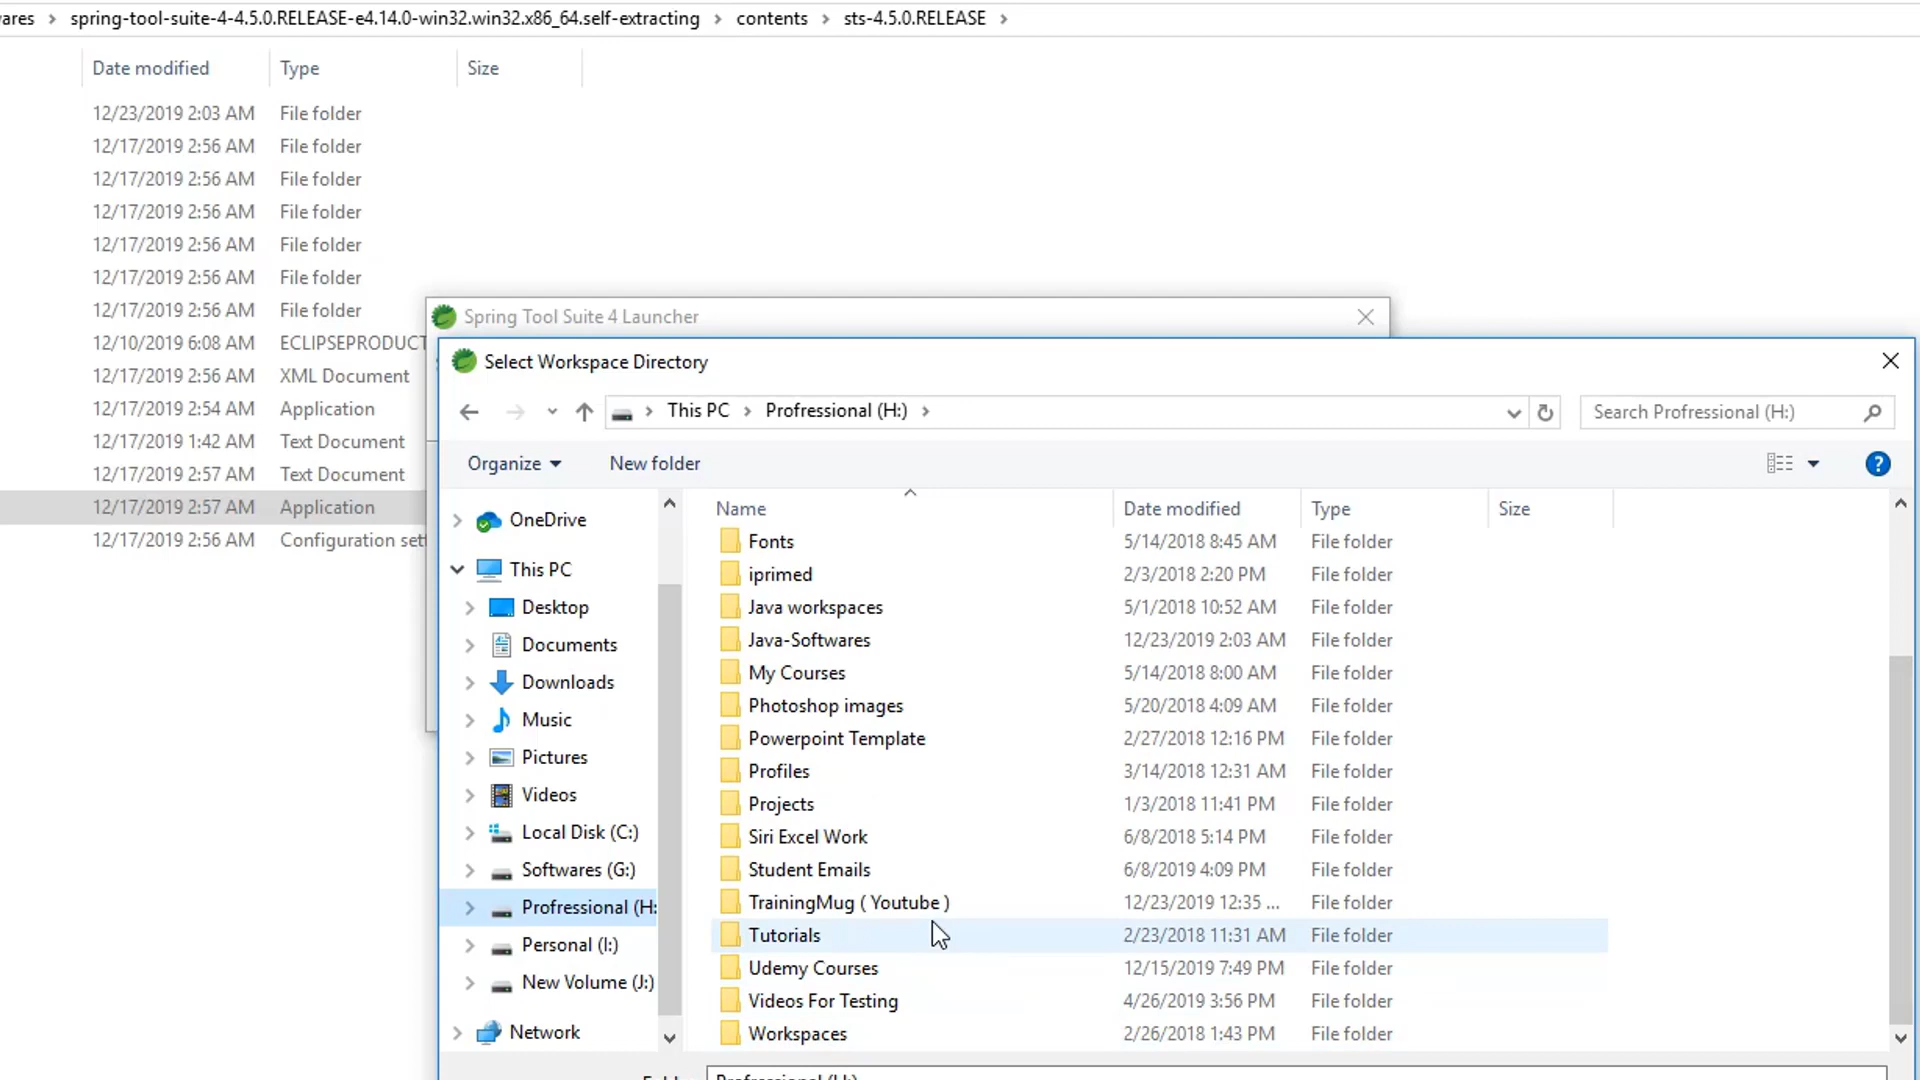 ares > spring-tool-suite-4-4.5.0.RELEASE-e4.14.0-win32.win32.x86_64.self-extracting > contents > sts-4.5.0.RELEASE >
Date modified Type Size
12/23/2019 2:03 AM File folder
12/17/2019 2:56 AM File folder
12/17/2019 2:56 AM File folder
12/17/2019 2:56 AM File folder
12/17/2019 2:56 AM File folder
12/17/2019 2:56 AM File folder
12/17/2019 2:56 AM File folder
12/10/2019 6:08 AM ECLIPSEPRODUCT
12/17/2019 2:56 AM XML Document
12/17/2019 2:54 AM Application
12/17/2019 1:42 AM Text Document
12/17/2019 2:57 AM Text Document
12/17/2019 2:57 AM Application
12/17/2019 2:56 AM Configuration sett
Spring Tool Suite 4 Launcher
Select Workspace Directory
This PC > Profressional (H:) >
Search Profressional (H:)
Organize New folder
?
OneDrive
This PC
Desktop
Documents
Downloads
Music
Pictures
Videos
Local Disk (C:)
Softwares (G:)
Profressional (H:
Personal (I:)
New Volume (J:)
Network
Name Date modified Type Size
Fonts 5/14/2018 8:45 AM File folder
iprimed 2/3/2018 2:20 PM File folder
Java workspaces 5/1/2018 10:52 AM File folder
Java-Softwares 12/23/2019 2:03 AM File folder
My Courses 5/14/2018 8:00 AM File folder
Photoshop images 5/20/2018 4:09 AM File folder
Powerpoint Template 2/27/2018 12:16 PM File folder
Profiles 3/14/2018 12:31 AM File folder
Projects 1/3/2018 11:41 PM File folder
Siri Excel Work 6/8/2018 5:14 PM File folder
Student Emails 6/8/2019 4:09 PM File folder
TrainingMug ( Youtube ) 12/23/2019 12:35 ... File folder
Tutorials 2/23/2018 11:31 AM File folder
Udemy Courses 12/15/2019 7:49 PM File folder
Videos For Testing 4/26/2019 3:56 PM File folder
Workspaces 2/26/2018 1:43 PM File folder
Profressional (H:)